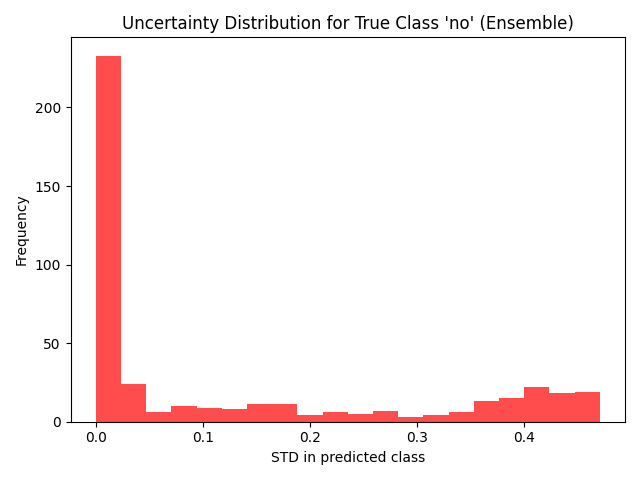 Uncertainty Distribution for True Class 'no' (Ensemble)
200
150
100
50
0
Frequency
0.0 0.1 0.2 0.3 0.4
STD in predicted class